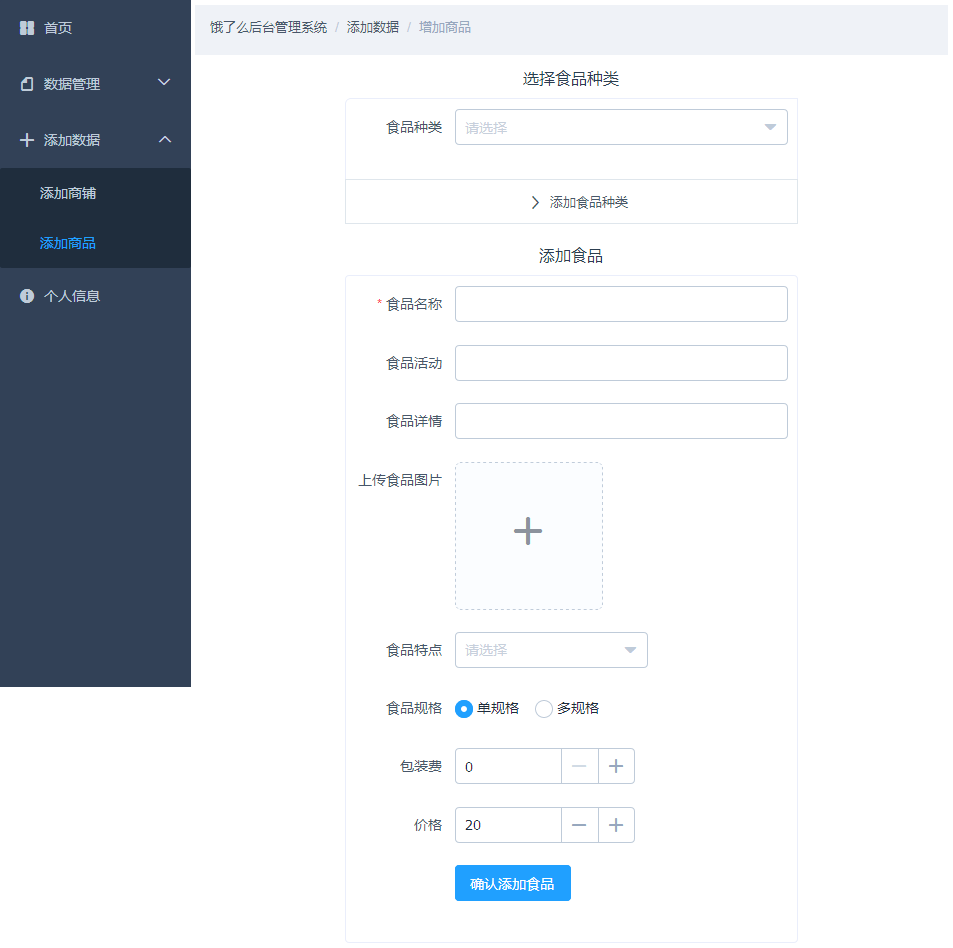 首页
数据管理
添加数据
添加商铺
添加商品
个人信息
饿了么后台管理系统 / 添加数据 / 增加商品
选择食品种类
食品种类 请选择
添加食品种类
添加食品
* 食品名称
食品活动
食品详情
上传食品图片
食品特点 请选择
食品规格 单规格 多规格
包装费 0
价格 20
确认添加食品